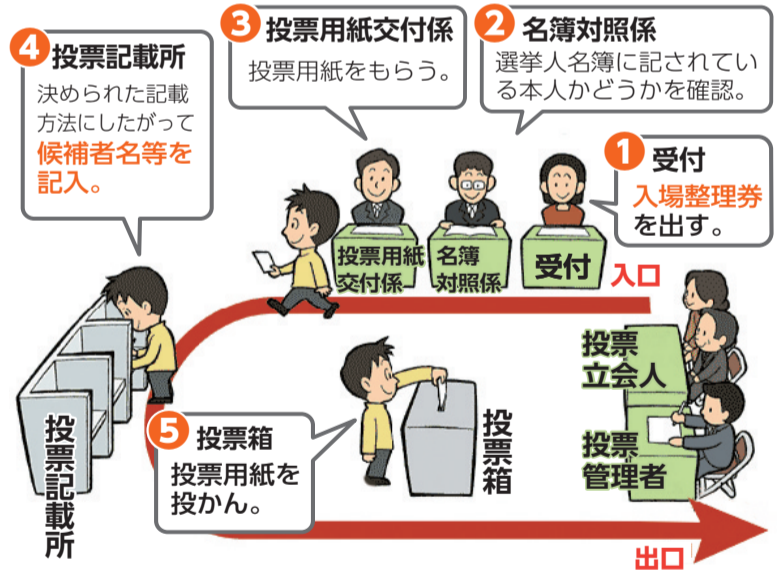 1 受付
入場整理券
を出す。
2 名簿対照係
選挙人名簿に記されてい
る本人かどうかを確認。
3 投票用紙交付係
投票用紙をもらう。
4 投票記載所
決められた記載
方法にしたがって
候補者名等を
記入。
5 投票箱
投票用紙を
投かん。
投票用紙
交付係
名簿
対照係
受付
入口
投票
立会人
投票
管理者
投票箱
投票記載所
出口